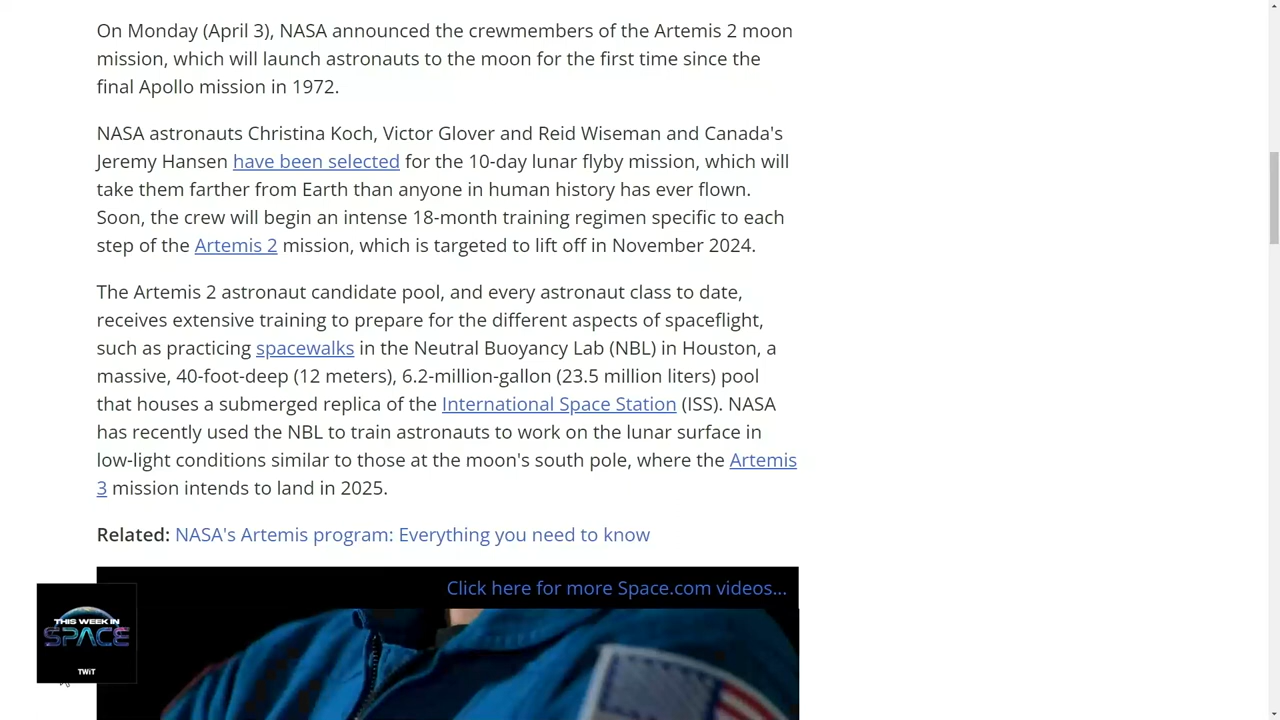 On Monday (April 3), NASA announced the crewmembers of the Artemis 2 moon
mission, which will launch astronauts to the moon for the first time since the
final Apollo mission in 1972.
NASA astronauts Christina Koch, Victor Glover and Reid Wiseman and Canada's
Jeremy Hansen have been selected for the 10-day lunar flyby mission, which will
take them farther from Earth than anyone in human history has ever flown.
Soon, the crew will begin an intense 18-month training regimen specific to each
step of the Artemis 2 mission, which is targeted to lift off in November 2024.
The Artemis 2 astronaut candidate pool, and every astronaut class to date,
receives extensive training to prepare for the different aspects of spaceflight,
such as practicing spacewalks in the Neutral Buoyancy Lab (NBL) in Houston, a
massive, 40-foot-deep (12 meters), 6.2-million-gallon (23.5 million liters) pool
that houses a submerged replica of the International Space Station (ISS). NASA
has recently used the NBL to train astronauts to work on the lunar surface in
low-light conditions similar to those at the moon's south pole, where the Artemis
3 mission intends to land in 2025.
Related: NASA's Artemis program: Everything you need to know
Click here for more Space.com videos...
THIS WEEK IN
SPACE
TWiT